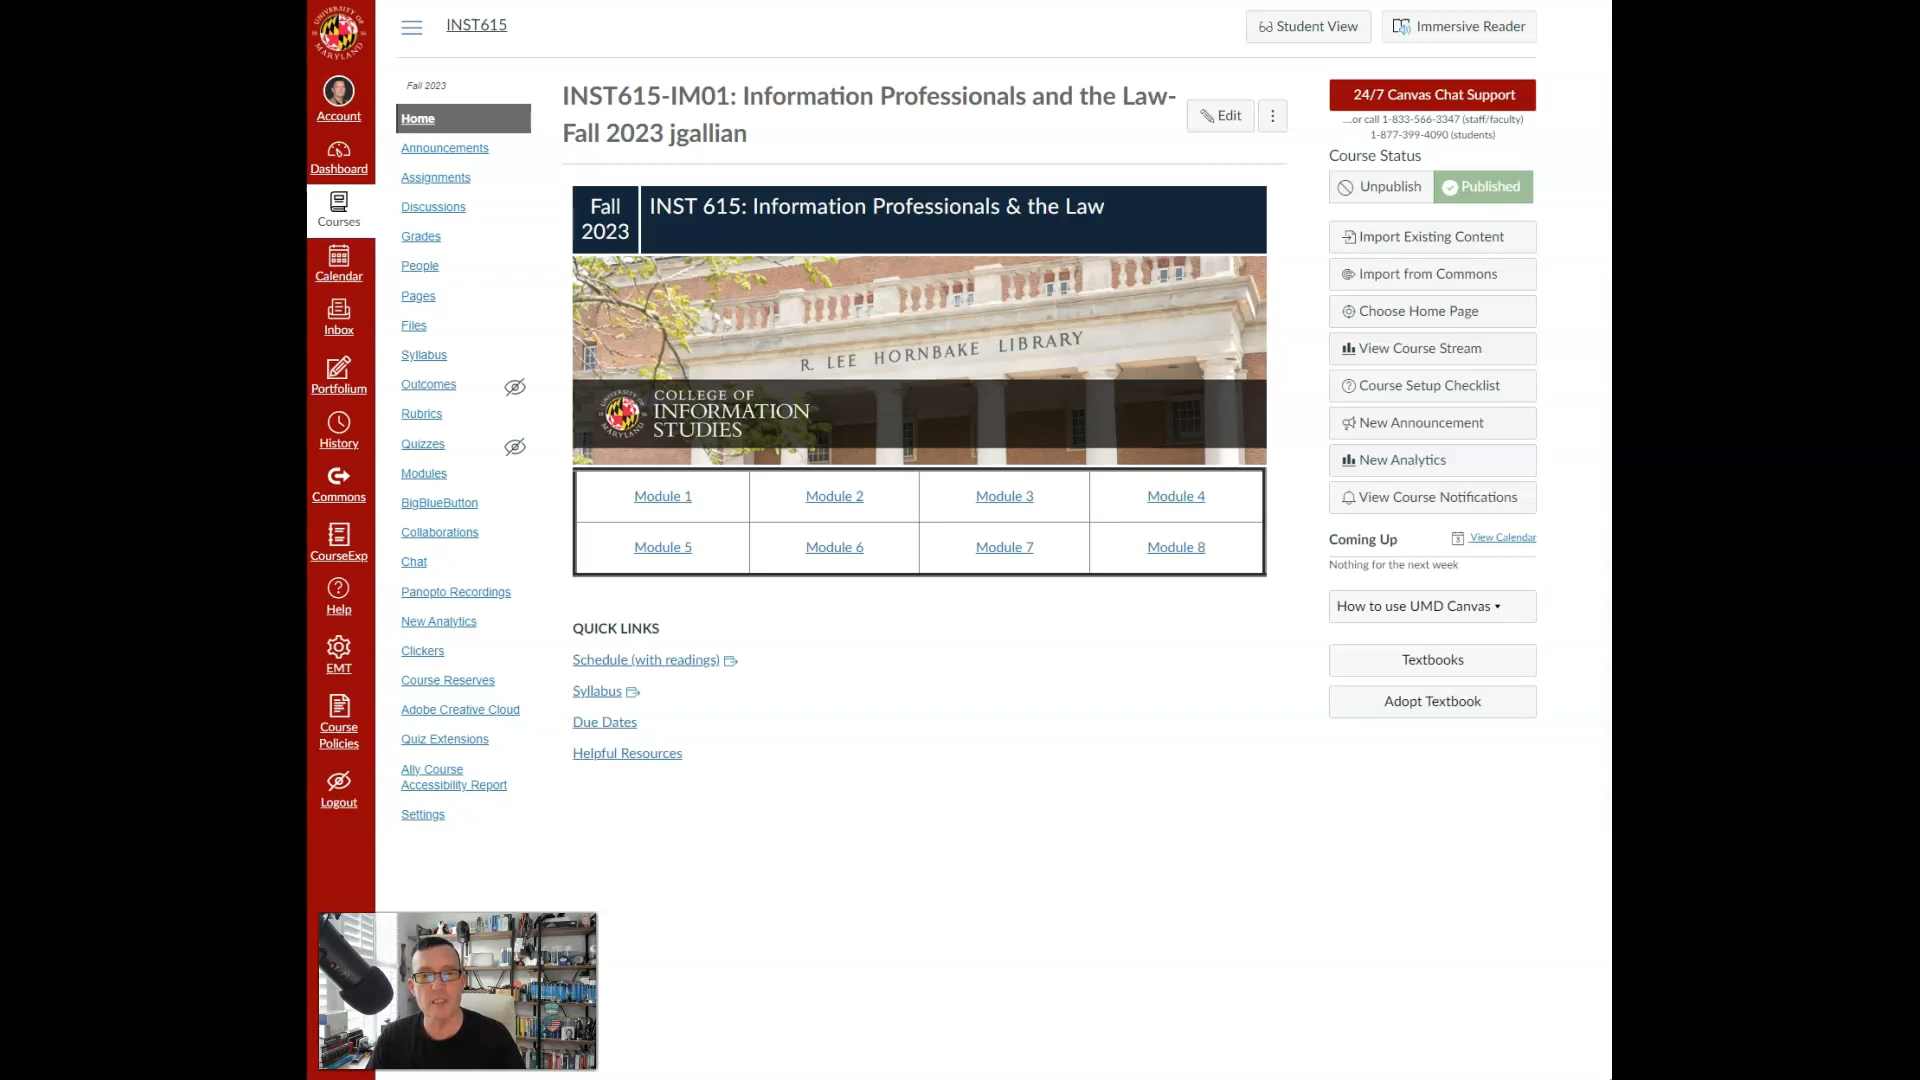 UNIVERSITY OF
MARYLAND
Account
Dashboard
Courses
Calendar
Inbox
Portfolium
History
Commons
CourseExp
Help
EMT
Course
Policies
Logout
INST615
Student View
Immersive Reader
Fall 2023
Home
Announcements
Assignments
Discussions
Grades
People
Pages
Files
Syllabus
Outcomes
Rubrics
Quizzes
Modules
BigBlueButton
Collaborations
Chat
Panopto Recordings
New Analytics
Clickers
Course Reserves
Adobe Creative Cloud
Quiz Extensions
Ally Course
Accessibility Report
Settings
INST615-IM01: Information Professionals and the Law-
Fall 2023 jgallian
Edit
Fall
2023
INST 615: Information Professionals & the Law
R. LEE HORNBAKE LIBRARY
UNIVERSITY OF
MARYLAND
COLLEGE OF
INFORMATION
STUDIES
Module 1 Module 2 Module 3 Module 4
Module 5 Module 6 Module 7 Module 8
QUICK LINKS
Schedule (with readings)
Syllabus
Due Dates
Helpful Resources
24/7 Canvas Chat Support
....or call 1-833-566-3347 (staff/faculty)
1-877-399-4090 (students)
Course Status
Unpublish Published
Import Existing Content
Import from Commons
Choose Home Page
View Course Stream
Course Setup Checklist
New Announcement
New Analytics
View Course Notifications
Coming Up
View Calendar
Nothing for the next week
How to use UMD Canvas
Textbooks
Adopt Textbook